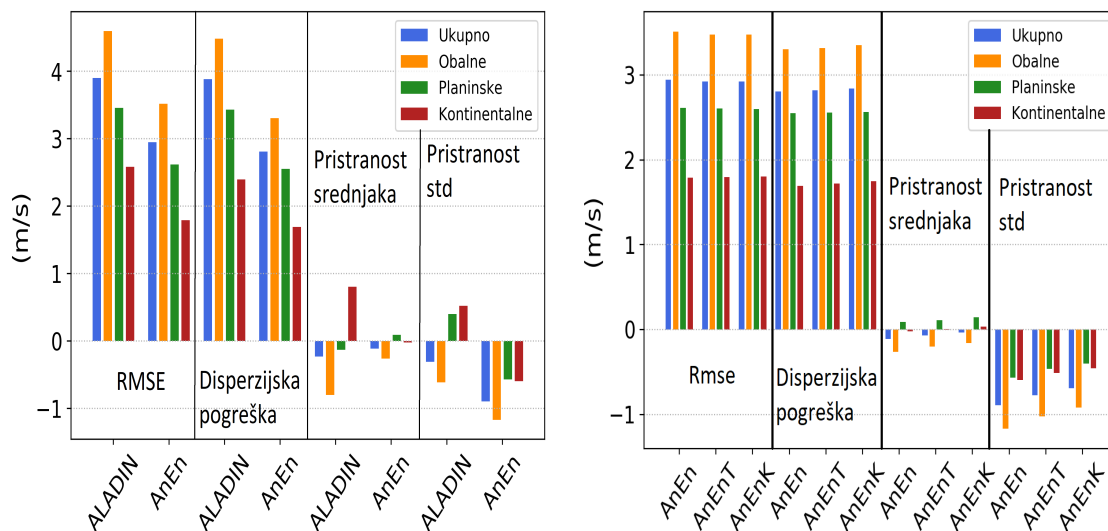 Ukupno
Obalne
Planinske
Kontinentalne
4
3
2
1
0
−1
(m/s)
RMSE
Disperzijska
pogreška
Pristranost
srednjaka
Pristranost
std
ALADIN
AnEn
ALADIN
AnEn
ALADIN
AnEn
ALADIN
AnEn
Ukupno
Obalne
Planinske
Kontinentalne
3
2
1
0
−1
(m/s)
Rmse
Disperzijska
pogreška
Pristranost
srednjaka
Pristranost
std
AnEn
AnEnT
AnEnK
AnEn
AnEnT
AnEnK
AnEn
AnEnT
AnEnK
AnEn
AnEnT
AnEnK